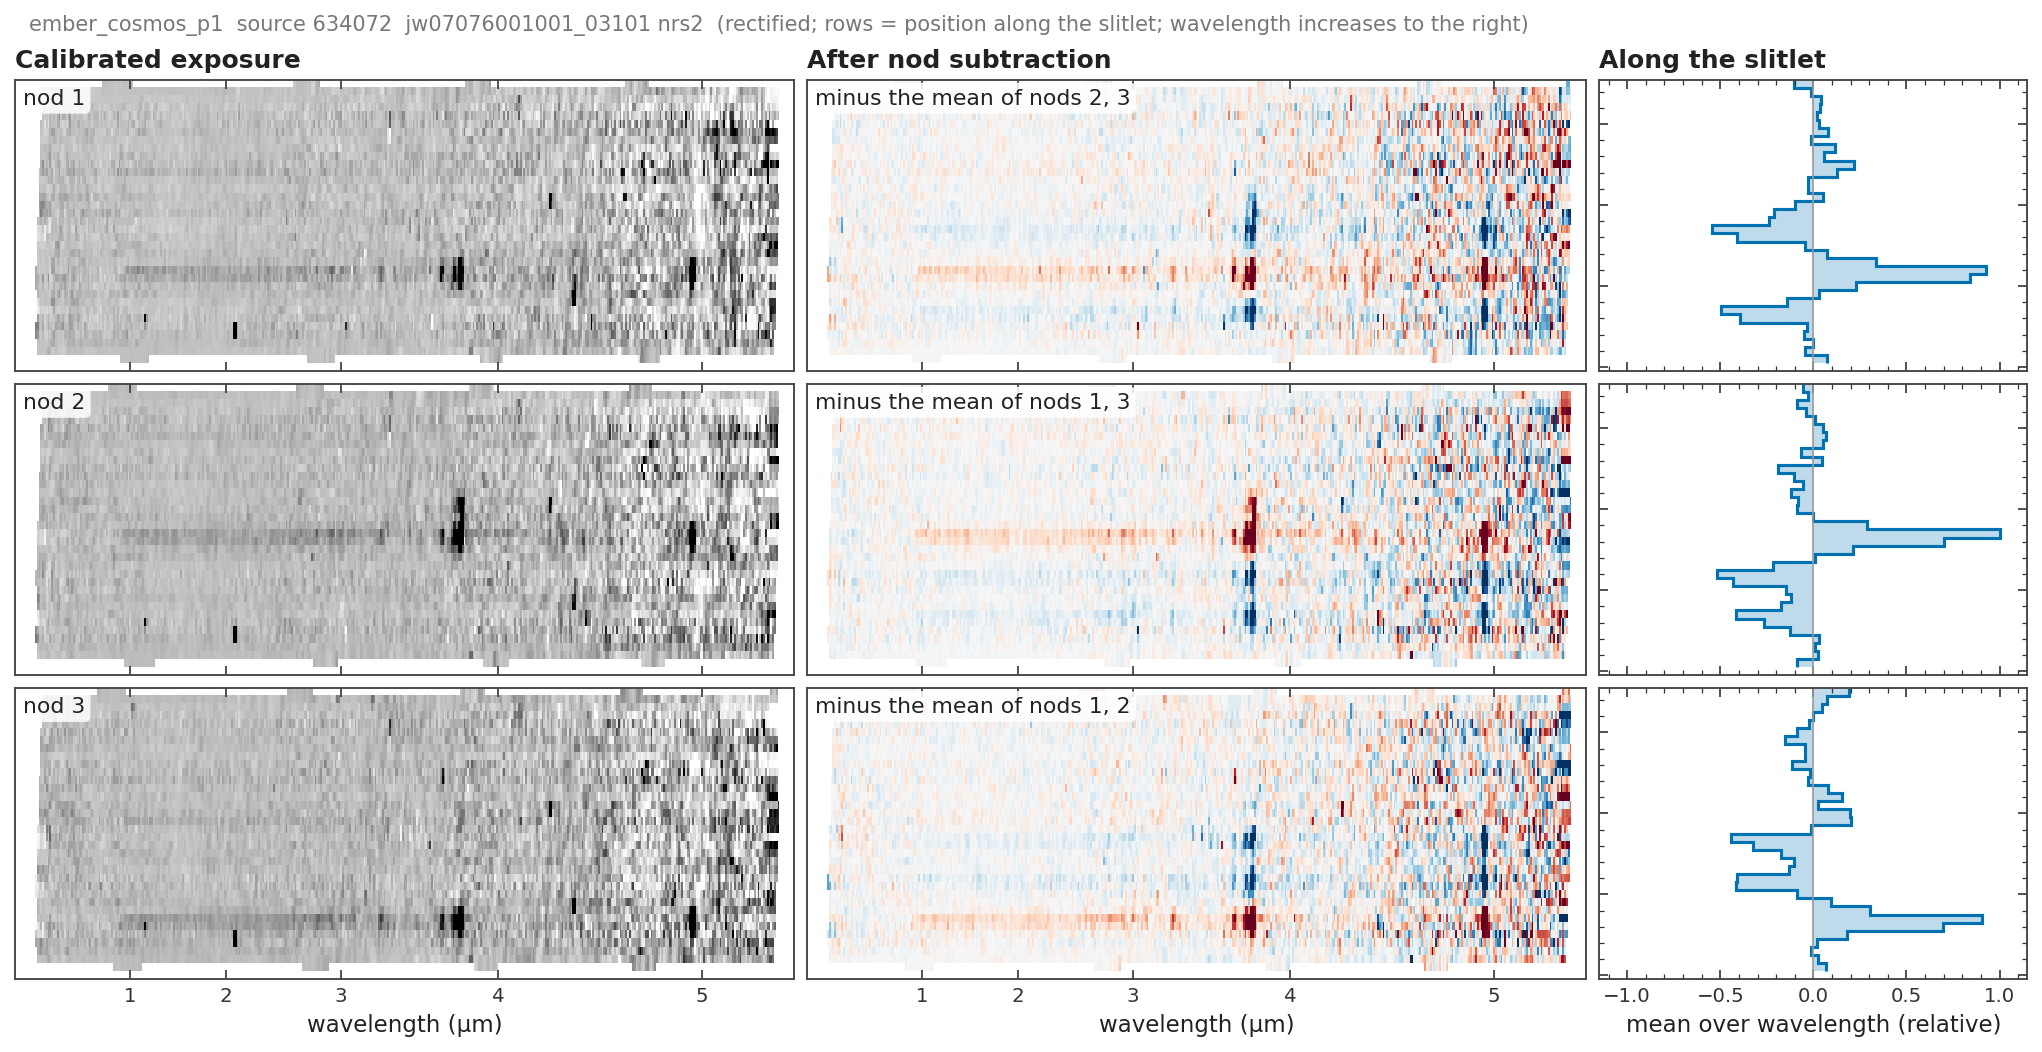 ember_cosmos_p1  source 634072  jw07076001001_03101 nrs2  (rectified; rows = position along the slitlet; wavelength increases to the right)
Calibrated exposure
After nod subtraction
Along the slitlet
nod 1
minus the mean of nods 2, 3
nod 2
minus the mean of nods 1, 3
nod 3
minus the mean of nods 1, 2
1 2 3 4 5
1 2 3 4 5
−1.0 −0.5 0.0 0.5 1.0
wavelength (µm)
wavelength (µm)
mean over wavelength (relative)